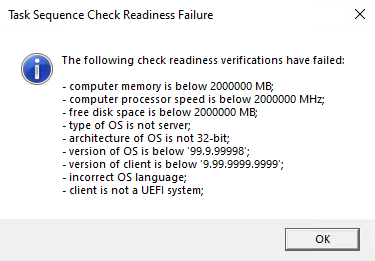 Task Sequence Check Readiness Failure
The following check readiness verifications have failed:
- computer memory is below 2000000 MB;
- computer processor speed is below 2000000 MHz;
- free disk space is below 2000000 MB;
- type of OS is not server;
- architecture of OS is not 32-bit;
- version of OS is below '99.9.99998';
- version of client is below '9.99.9999.9999';
- incorrect OS language;
- client is not a UEFI system;
OK